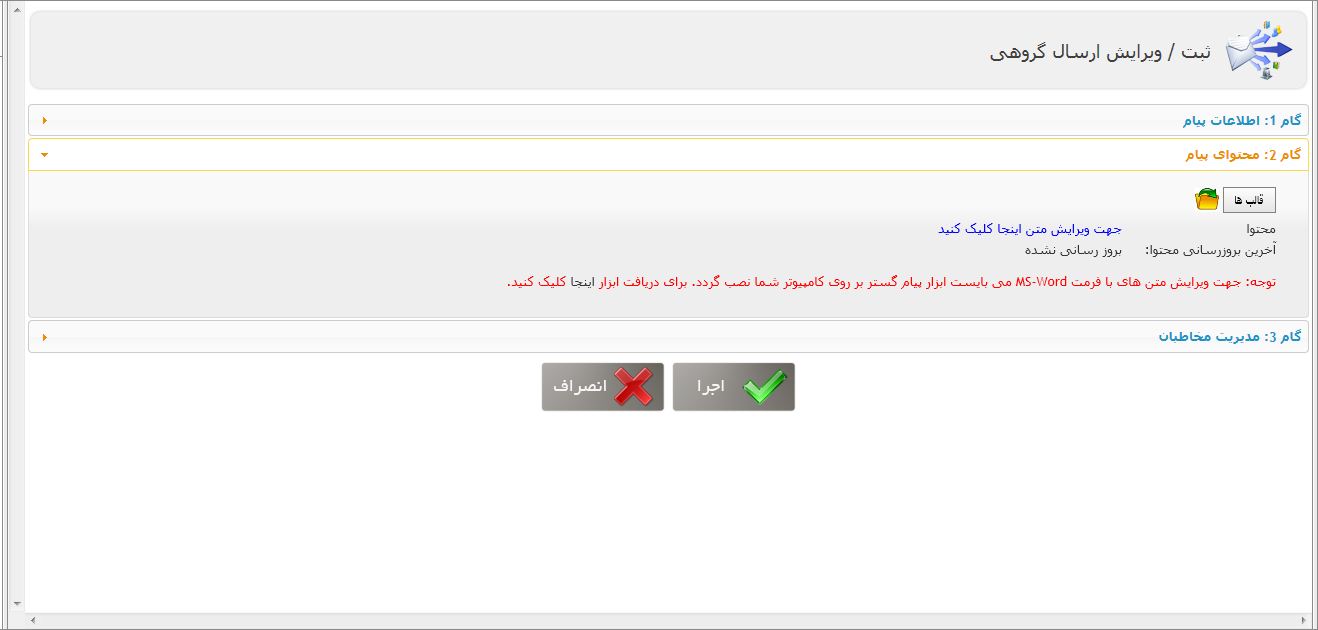 ثبت / ویرایش ارسال گروهی
گام 1: اطلاعات پیام
گام 2: محتوای پیام
قالب ها
محتوا جهت ویرایش متن اینجا کلیک کنید
آخرین بروزرسانی محتوا: بروز رسانی نشده
توجه: جهت ویرایش متن های با فرمت MS-Word می بایست ابزار پیام گستر بر روی کامپیوتر شما نصب گردد. برای دریافت ابزار اینجا کلیک کنید.
گام 3: مدیریت مخاطبان
اجرا انصراف